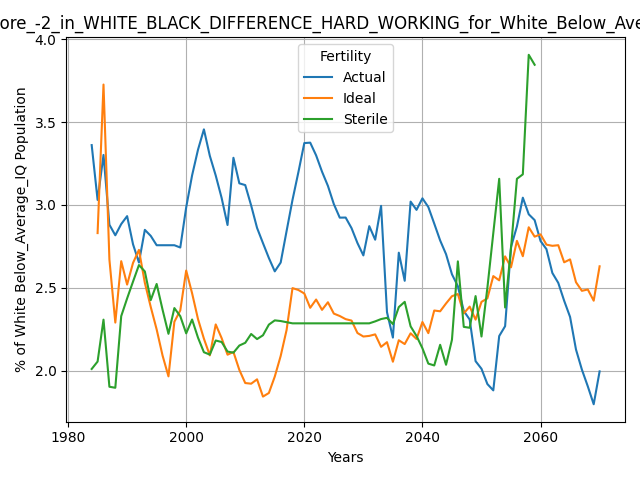 ore_-2_in_WHITE_BLACK_DIFFERENCE_HARD_WORKING_for_White_Below_Ave
4.0
3.5
3.0
2.5
2.0
% of White Below_Average_IQ Population
Fertility
Actual
Ideal
Sterile
1980
2000
2020
2040
2060
Years